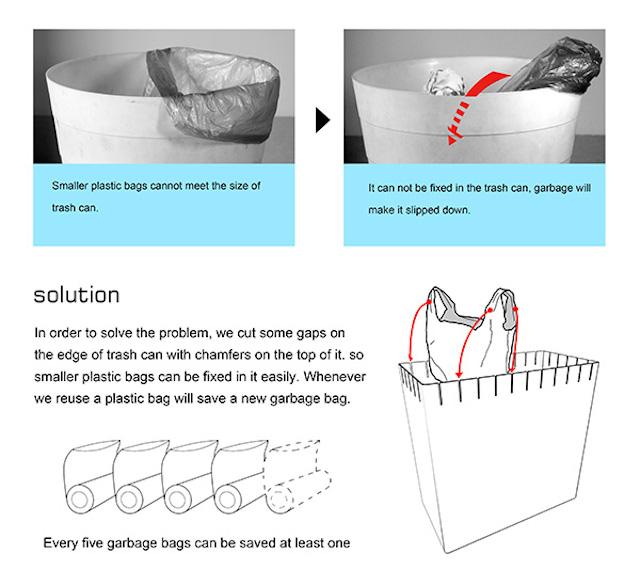 Smaller plastic bags cannot meet the size of
trash can.
It can not be fixed in the trash can, garbage will
make it slipped down.
solution
In order to solve the problem, we cut some gaps on
the edge of trash can with chamfers on the top of it. so
smaller plastic bags can be fixed in it easily. Whenever
we reuse a plastic bag will save a new garbage bag.
Every five garbage bags can be saved at least one